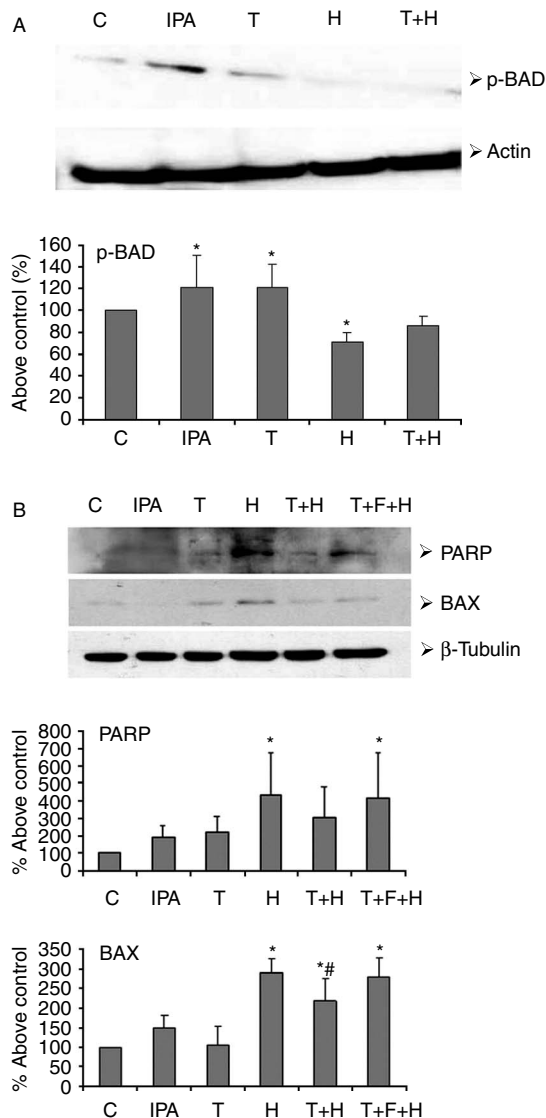 A
C IPA T H T+H
➢ p-BAD
➢ Actin
p-BAD
Above control (%)
160
140
120
100
80
60
40
20
0
* * *
C IPA T H T+H
B
C IPA T H T+H T+F+H
➢ PARP
➢ BAX
➢ β-Tubulin
PARP
% Above control
800
700
600
500
400
300
200
100
0
* *
C IPA T H T+H T+F+H
BAX
% Above control
350
300
250
200
150
100
50
0
* *# *
C IPA T H T+H T+F+H